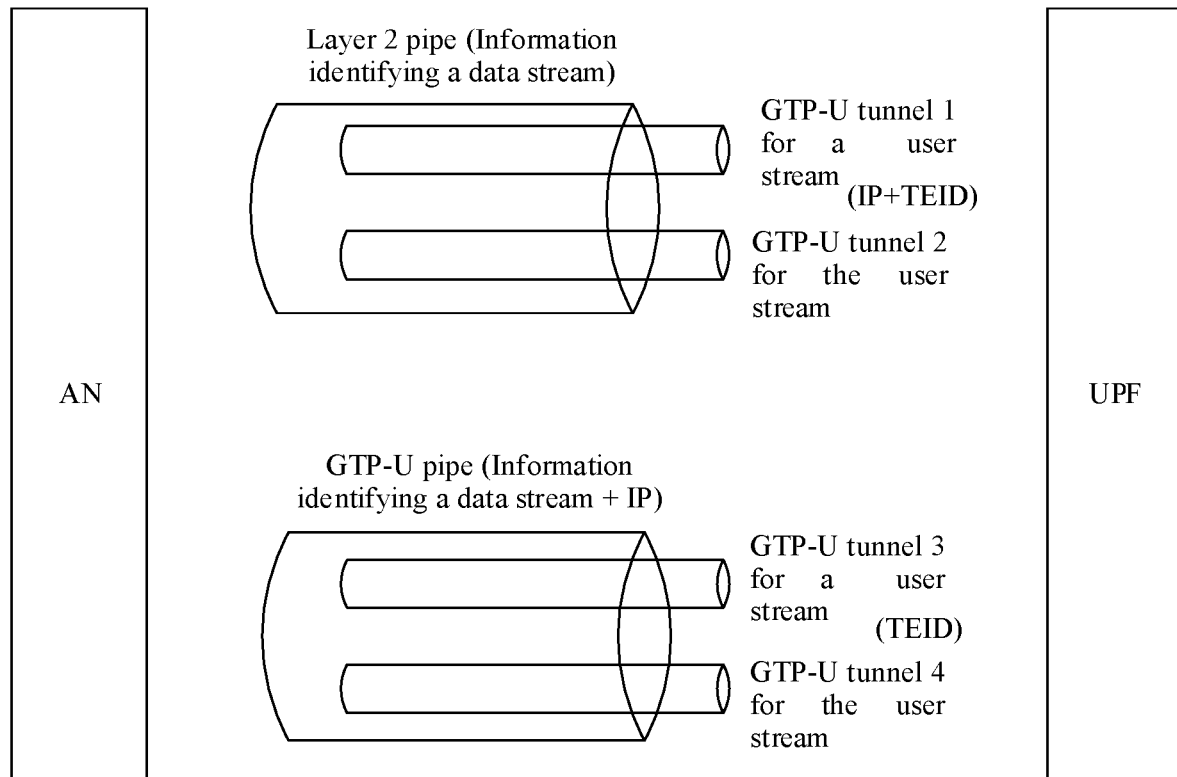 Layer 2 pipe (Information
identifying a data stream)
GTP-U tunnel 1
for a user
stream
(IP+TEID)
GTP-U tunnel 2
for the user
stream
AN
UPF
GTP-U pipe (Information
identifying a data stream + IP)
GTP-U tunnel 3
for a user
stream
(TEID)
GTP-U tunnel 4
for the user
stream